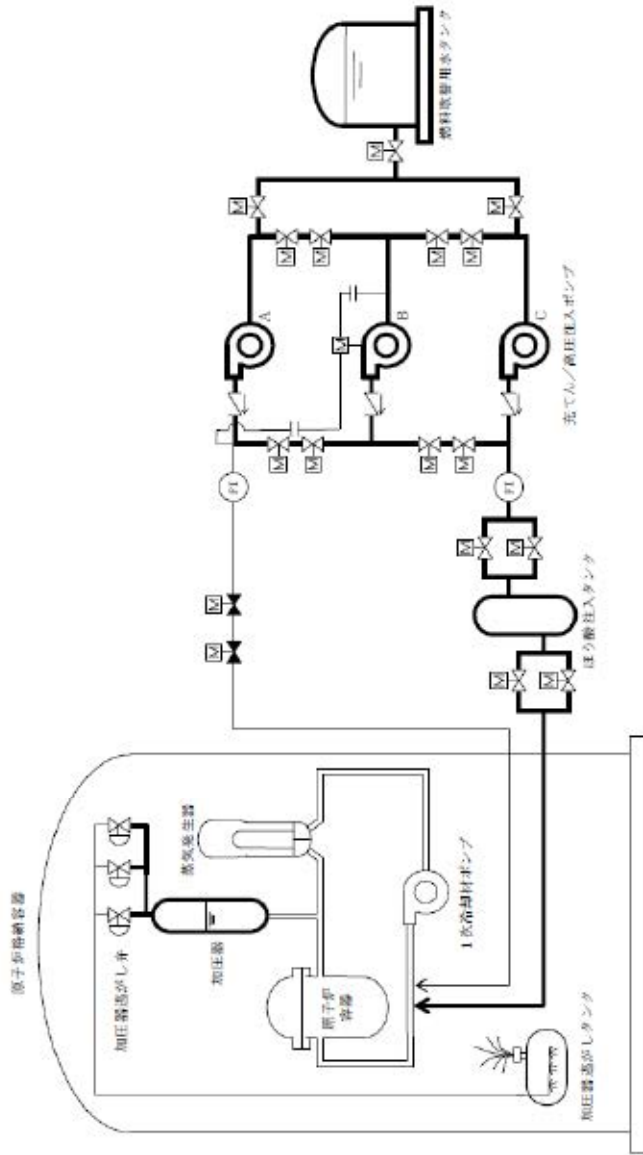 原子炉格納容器
加圧器逃がし弁
加圧器
蒸気発生器
原子炉
容器
1次冷却材ポンプ
加圧器逃がしタンク
M
M
M
M
ほう酸注入タンク
M
M
FI
FI
M
M
M
M
M
M
M
A
B
C
充てん/高圧注入ポンプ
M
M
M
M
M
M
M
燃料取替用水タンク